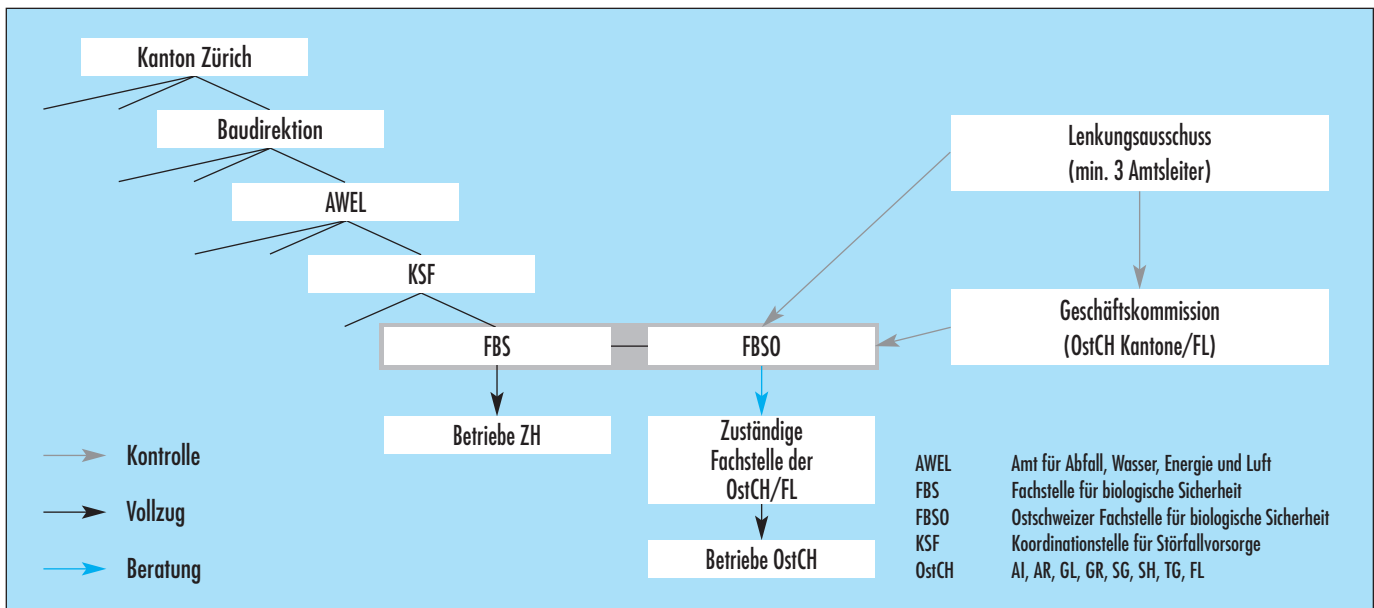 Kanton Zürich
Baudirektion
AWEL
KSF
FBS
FBSO
Lenkungsausschuss
(min. 3 Amtsleiter)
Geschäftskommission
(OstCH Kantone/FL)
Betriebe ZH
Zuständige
Fachstelle der
OstCH/FL
Betriebe OstCH
Kontrolle
Vollzug
Beratung
AWEL Amt für Abfall, Wasser, Energie und Luft
FBS Fachstelle für biologische Sicherheit
FBSO Ostschweizer Fachstelle für biologische Sicherheit
KSF Koordinationstelle für Störfallvorsorge
OstCH AI, AR, GL, GR, SG, SH, TG, FL